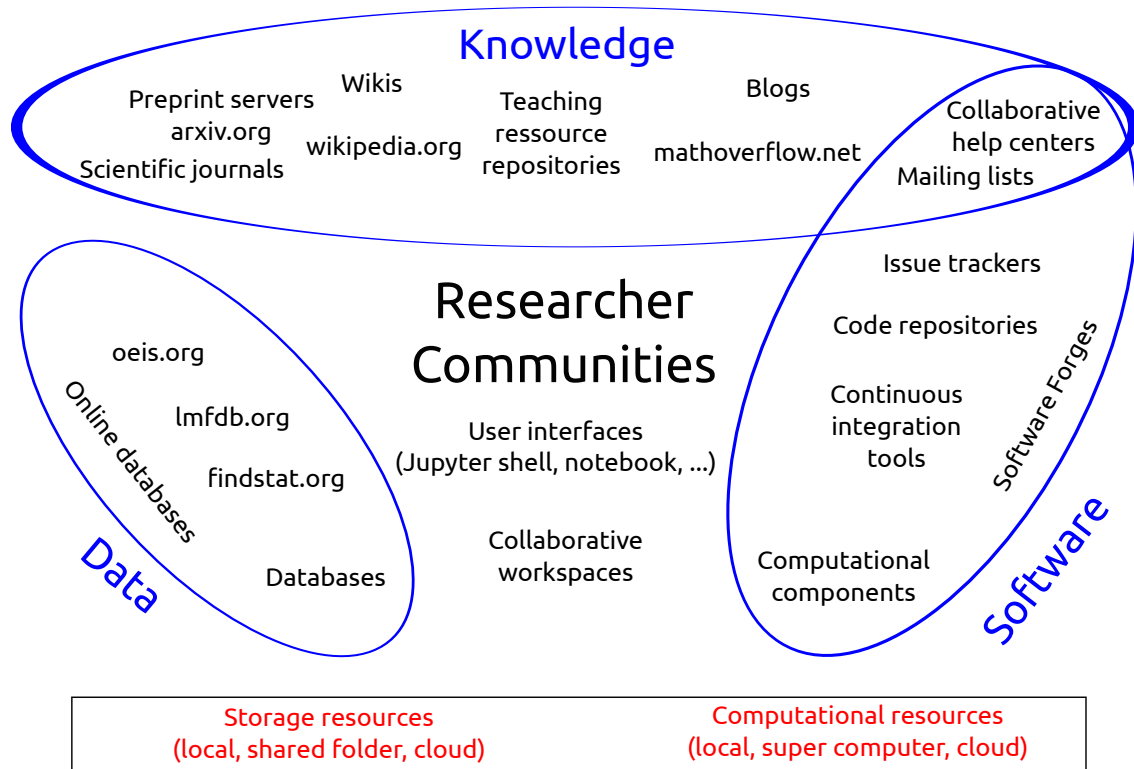 Knowledge
Wikis
Preprint servers
arxiv.org
Scientific journals
wikipedia.org
Teaching
ressource
repositories
Blogs
mathoverflow.net
Collaborative
help centers
Mailing lists
Issue trackers
Code repositories
Continuous
integration
tools
Software Forges
Computational
components
Software
Researcher
Communities
User interfaces
(Jupyter shell, notebook, ...)
Collaborative
workspaces
oeis.org
lmfdb.org
findstat.org
Online databases
Databases
Data
Storage resources
(local, shared folder, cloud)
Computational resources
(local, super computer, cloud)